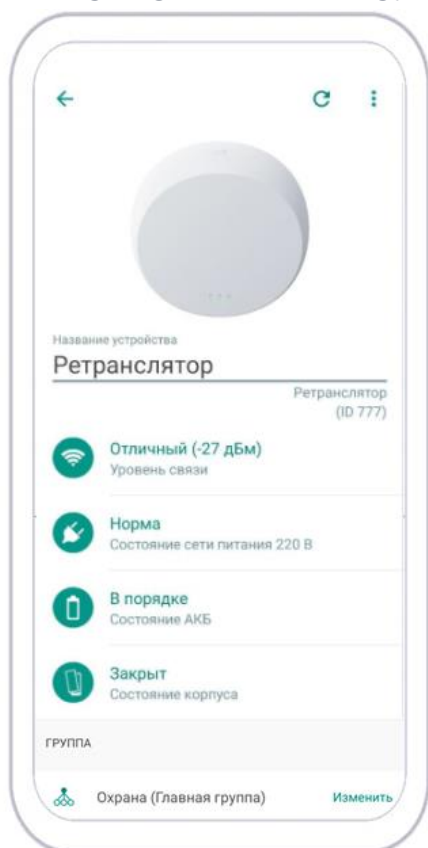 Название устройства
Ретранслятор
Ретранслятор
(ID 777)
Отличный (-27 дБм)
Уровень связи
Норма
Состояние сети питания 220 В
В порядке
Состояние АКБ
Закрыт
Состояние корпуса
ГРУППА
Охрана (Главная группа) Изменить